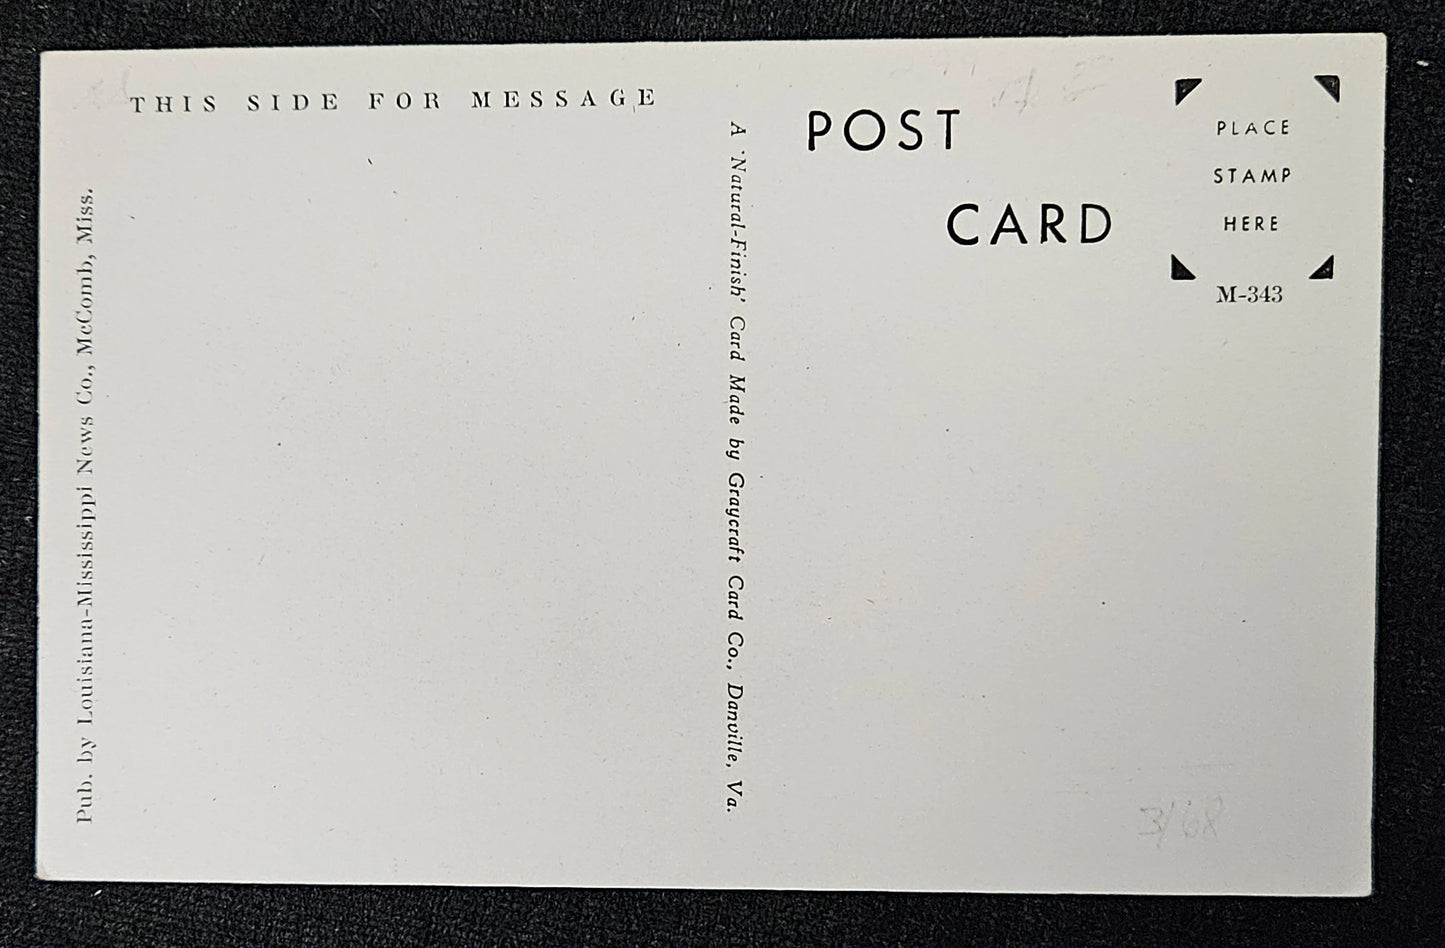 THIS SIDE FOR MESSAGE
Pub. by Louisiana-Mississippi News Co., McComb, Miss.
A 'Natural-Finish' Card Made by Graycraft Card Co., Danville, Va.
POST
CARD
PLACE
STAMP
HERE
M-343
3/68